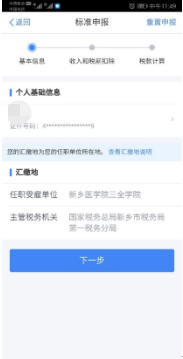 中午11:49
返回
标准申报
重置申报
基本信息
收入和税前扣除
税款计算
个人基础信息
证件号码：4****************6
您的汇缴地为您的任职单位所在地。 查看汇缴地说明
汇缴地
任职受雇单位 新乡医学院三全学院
主管税务机关 国家税务总局新乡市税务局
第一税务分局
下一步